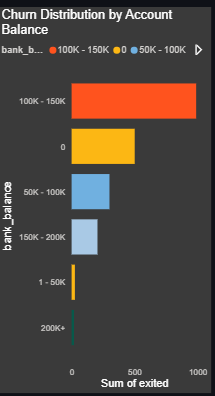 Churn Distribution by Account
Balance
bank_b... 100K - 150K 0 50K - 100K
100K - 150K
0
50K - 100K
150K - 200K
1 - 50K
200K+
bank_balance
0 500 1000
Sum of exited